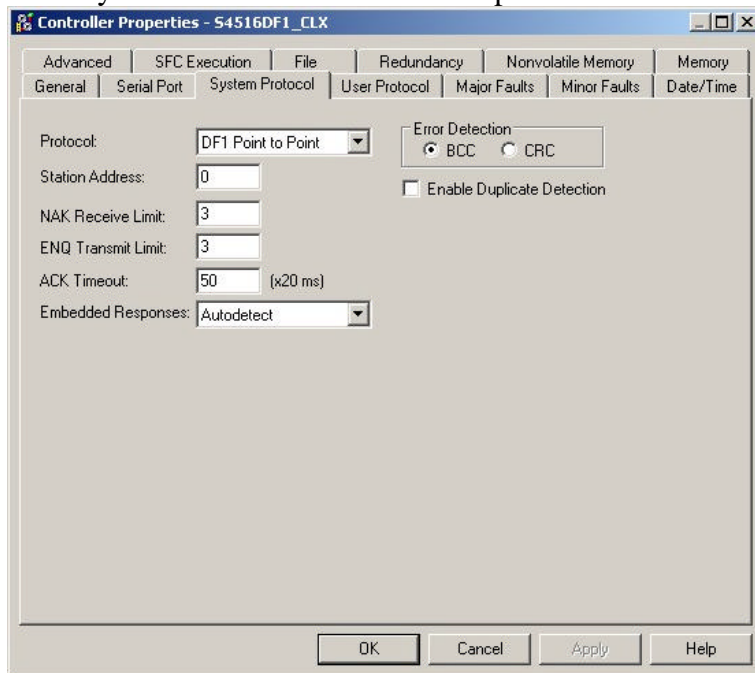 Controller Properties - S4516DF1_CLX
Advanced SFC Execution File Redundancy Nonvolatile Memory Memory
General Serial Port System Protocol User Protocol Major Faults Minor Faults Date/Time
Protocol: DF1 Point to Point
Error Detection
BCC CRC
Station Address: 0
Enable Duplicate Detection
NAK Receive Limit: 3
ENQ Transmit Limit: 3
ACK Timeout: 50 (x20 ms)
Embedded Responses: Autodetect
OK Cancel Apply Help